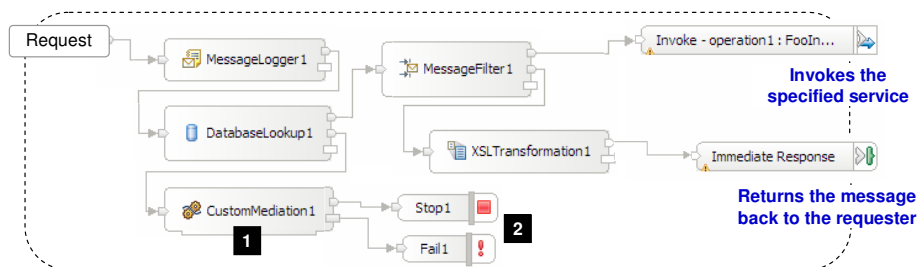 Request
MessageLogger1
MessageFilter1
Invoke - operation1 : FooIn...
Invokes the
specified service
DatabaseLookup1
XSLTransformation1
Immediate Response
Returns the message
back to the requester
CustomMediation1
1
Stop1
2
Fail1